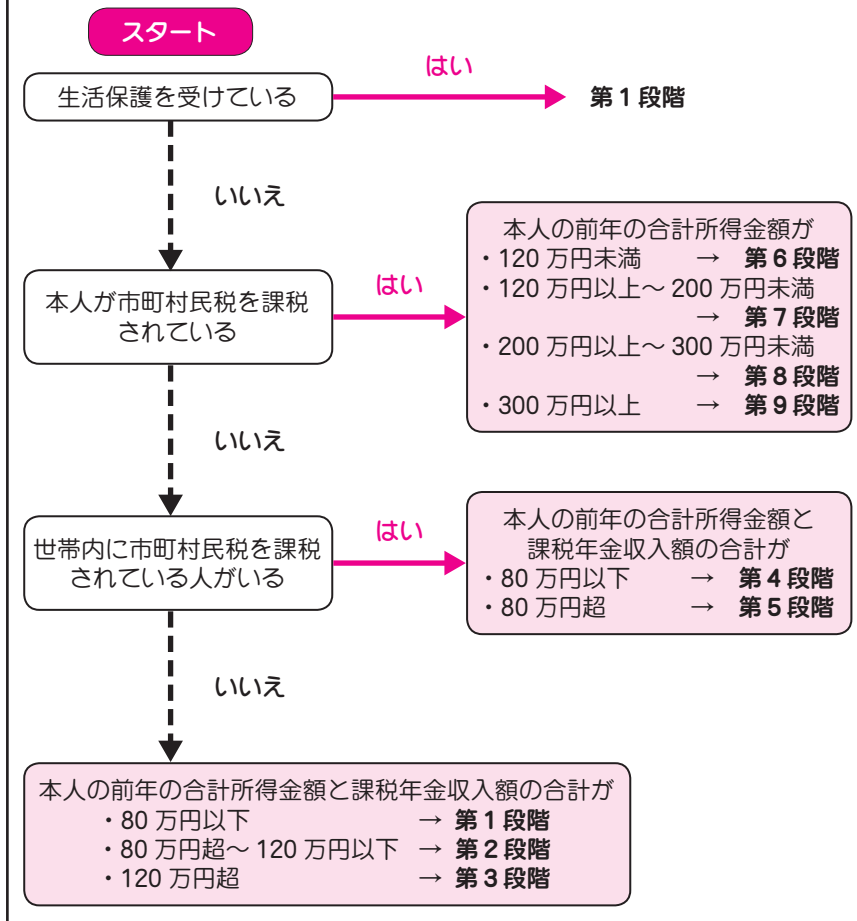 スタート
生活保護を受けている
はい
第1段階
いいえ
本人が市町村民税を課税
されている
はい
本人の前年の合計所得金額が
・120 万円未満 → 第6段階
・120 万円以上~ 200 万円未満
→ 第7段階
・200 万円以上~ 300 万円未満
→ 第8段階
・300 万円以上 → 第9段階
いいえ
世帯内に市町村民税を課税
されている人がいる
はい
本人の前年の合計所得金額と
課税年金収入額の合計が
・80 万円以下 → 第4段階
・80 万円超 → 第5段階
いいえ
本人の前年の合計所得金額と課税年金収入額の合計が
・80 万円以下 → 第1段階
・80 万円超~ 120 万円以下 → 第2段階
・120 万円超 → 第3段階